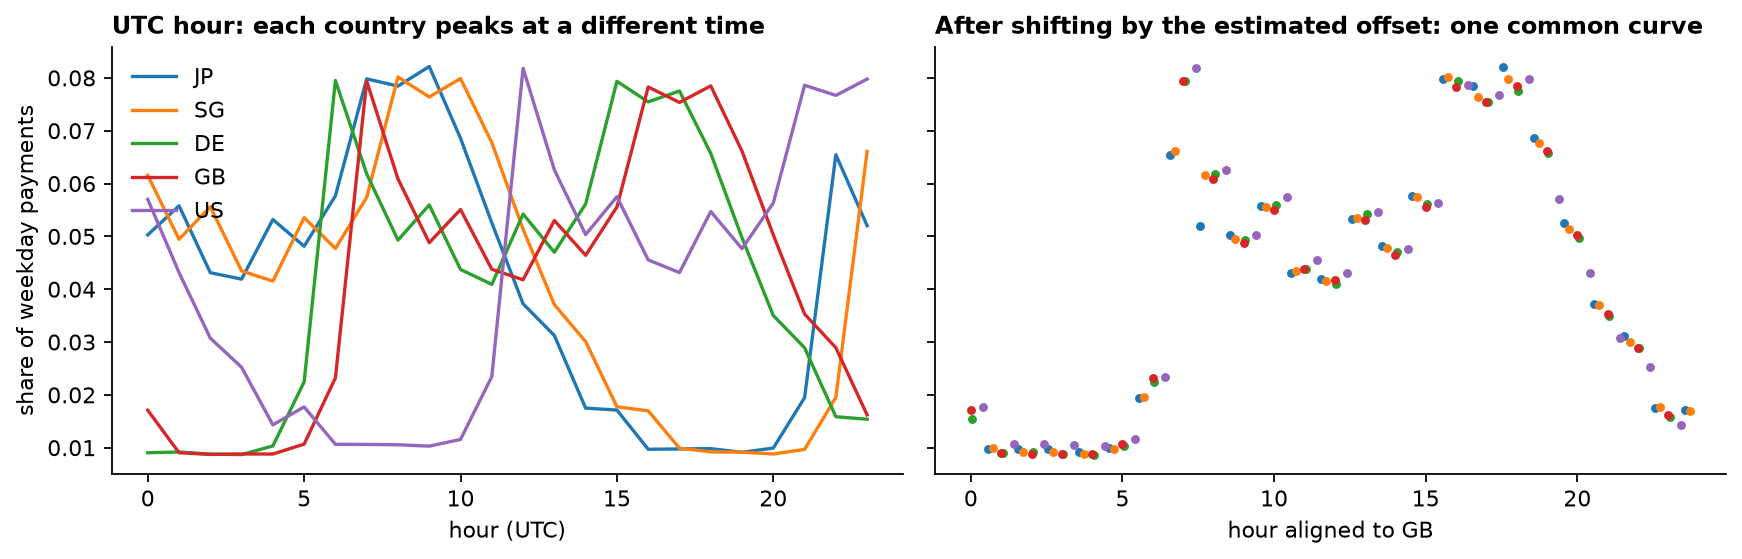 UTC hour: each country peaks at a different time
JP
SG
DE
GB
US
share of weekday payments
0.08
0.07
0.06
0.05
0.04
0.03
0.02
0.01
0 5 10 15 20
hour (UTC)
After shifting by the estimated offset: one common curve
0 5 10 15 20
hour aligned to GB